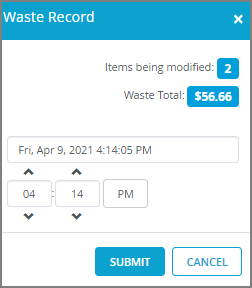 Waste Record ×
Items being modified: 2
Waste Total: $56.66
Fri, Apr 9, 2021 4:14:05 PM
04 : 14 PM
SUBMIT CANCEL